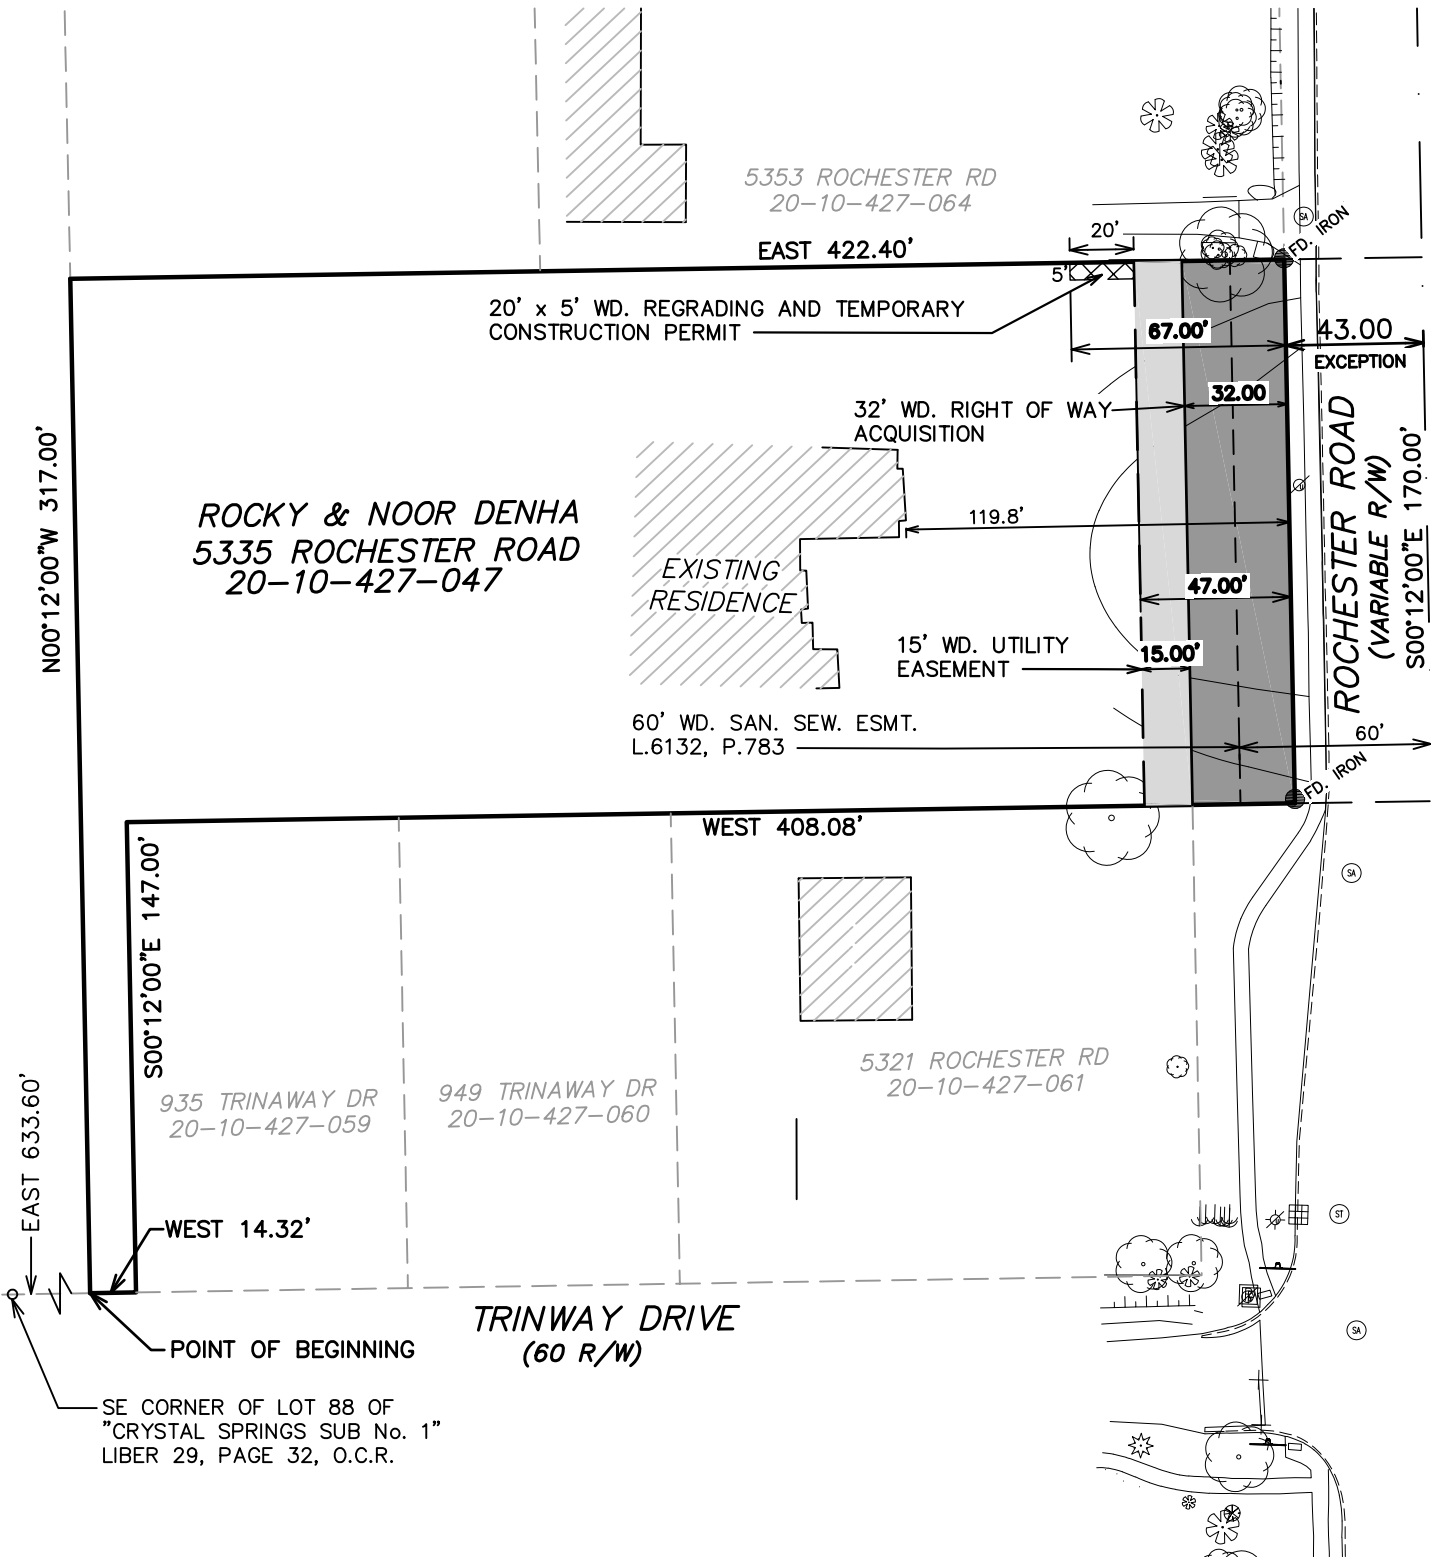 5353 ROCHESTER RD
20-10-427-064
SA
FD. IRON
20'
EAST 422.40'
5'
20' x 5' WD. REGRADING AND TEMPORARY
CONSTRUCTION PERMIT
67.00'
43.00
EXCEPTION
32.00
32' WD. RIGHT OF WAY
ACQUISITION
N00°12'00"W 317.00'
ROCHESTER ROAD
(VARIABLE R/W)
S00°12'00"E 170.00'
ROCKY & NOOR DENHA
5335 ROCHESTER ROAD
20-10-427-047
119.8'
EXISTING
RESIDENCE
47.00'
15' WD. UTILITY
EASEMENT
15.00'
60' WD. SAN. SEW. ESMT.
L.6132, P.783
60'
FD. IRON
WEST 408.08'
SA
S00°12'00"E 147.00'
5321 ROCHESTER RD
20-10-427-061
949 TRINAWAY DR
20-10-427-060
935 TRINAWAY DR
20-10-427-059
EAST 633.60'
WEST 14.32'
ST
TRINWAY DRIVE
(60 R/W)
SA
POINT OF BEGINNING
SE CORNER OF LOT 88 OF
"CRYSTAL SPRINGS SUB No. 1"
LIBER 29, PAGE 32, O.C.R.